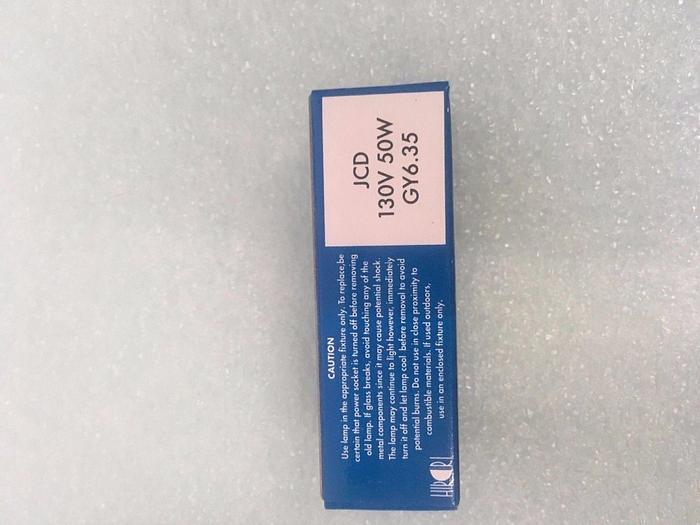 JCD
130V 50W
GY6.35
CAUTION
Use lamp in the appropriate fixture only. To replace,be
certain that power socket is turned off before removing
old lamp. If glass breaks, avoid touching any of the
metal components since it may cause potential shock.
The lamp may continue to light however, immediately
turn it off and let lamp cool before removal to avoid
potential burns. Do not use in close proximity to
combustible materials. If used outdoors,
use in an enclosed fixture only.